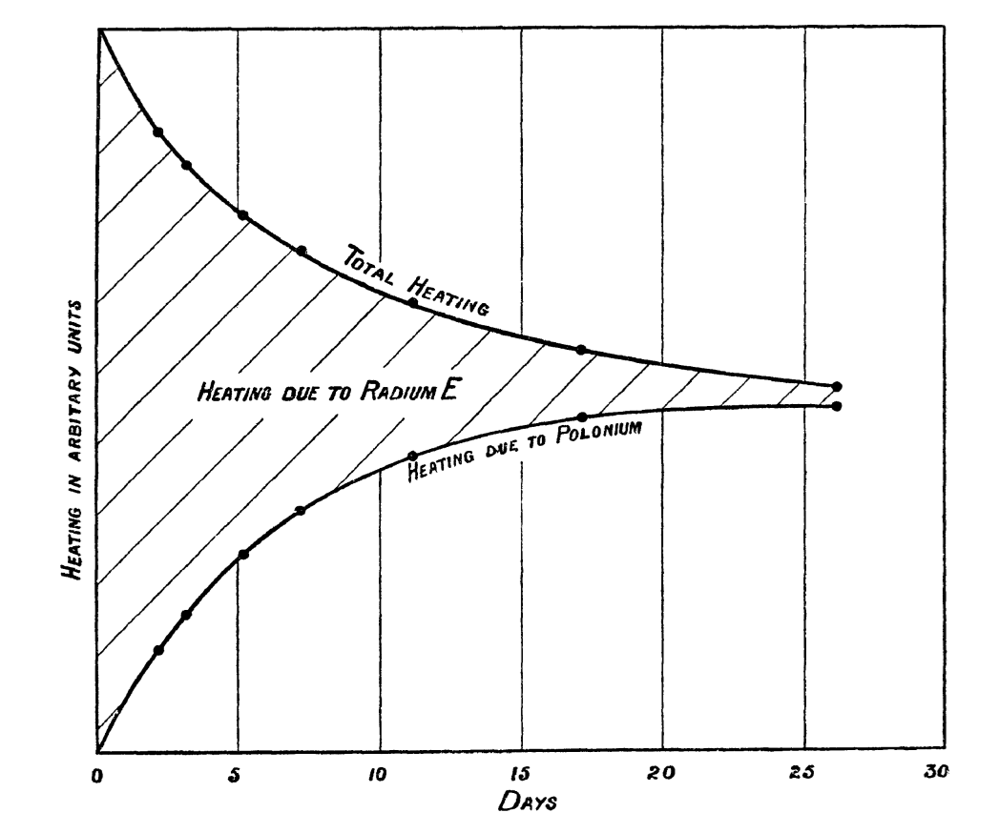 TOTAL HEATING
HEATING DUE TO RADIUM E
HEATING DUE TO POLONIUM
HEATING IN ARBITARY UNITS
0 5 10 15 20 25 30
DAYS